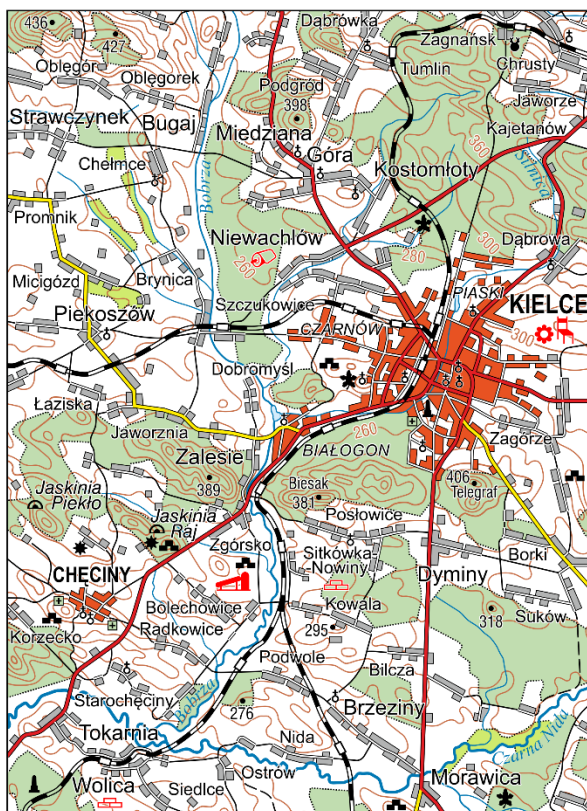 436
427
Oblęgór
Oblęgorek
Strawczynek
Bugaj
Chełmce
Promnik
Bobrza
Dąbrówka
Podgród
398
Miedziana
Góra
Zagnańsk
Tumlin
Chrusty
Jaworze
Kajetanów
360
Kostomłoty
Silnica
Niewachlów
260
280
300
Dąbrowa
Micigózd
Brynica
Piekoszów
Szczukowice
CZARNÓW
PIASKI
KIELCE
300
Dobromyśl
Łaziska
Jaworznia
260
BIAŁOGON
Zagórze
Zalesie
389
Biesak
381
406
Telegraf
Jaskinia
Piekło
Jaskinia
Raj
Posłowice
Zgórsko
Sitkówka-
Nowiny
Borki
CHĘCINY
Dyminy
Bolechowice
Kowala
318
Suków
Korzecko
Radkowice
295
Podwole
Bilcza
Starochęciny
Bobrza
276
Brzeziny
Tokarnia
Nida
Czarna Nida
Wolica
Siedlce
Ostrów
Morawica